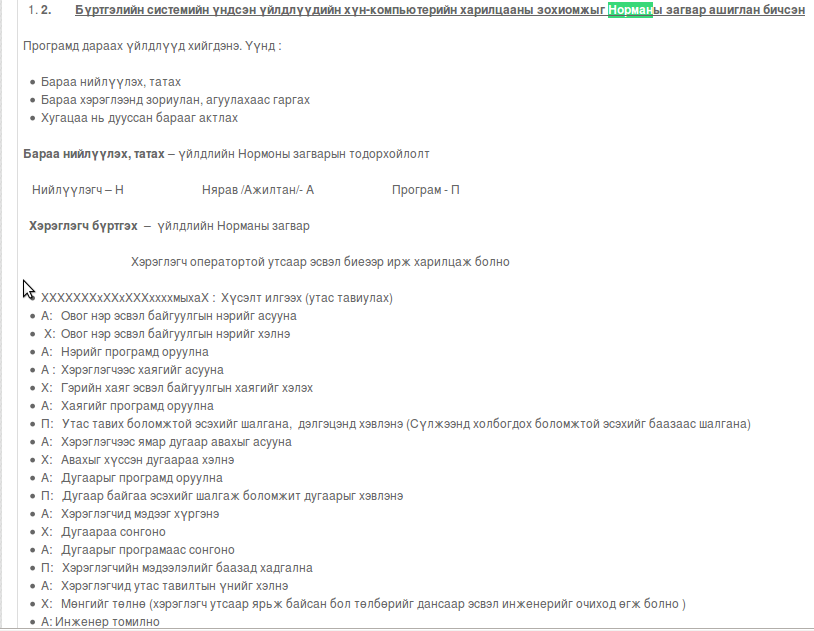 1. 2. Бүртгэлийн системийн үндсэн үйлдлүүдийн хүн-компьютерийн харилцааны зохиомжыг Норманы загвар ашиглан бичсэн
Програмд дараах үйлдлүүд хийгдэнэ. Үүнд :
• Бараа нийлүүлэх, татах
• Бараа хэрэглээнд зориулан, агуулахаас гаргах
• Хугацаа нь дууссан барааг актлах
Бараа нийлүүлэх, татах – үйлдлийн Нормоны загварын тодорхойлолт
Нийлүүлэгч – Н Нярав /Ажилтан/- А Програм - П
Хэрэглэгч бүртгэх – үйлдлийн Норманы загвар
Хэрэглэгч оператортой утсаар эсвэл биеээр ирж харилцаж болно
• ХХХХХХХхХХхХХХххххмыхаХ : Хүсэлт илгээх (утас тавиулах)
• А: Овог нэр эсвэл байгуулгын нэрийг асууна
• Х: Овог нэр эсвэл байгуулгын нэрийг хэлнэ
• А: Нэрийг програмд оруулна
• А : Хэрэглэгчээс хаягийг асууна
• Х: Гэрийн хаяг эсвэл байгуулгын хаягийг хэлэх
• А: Хаягийг програмд оруулна
• П: Утас тавих боломжтой эсэхийг шалгана, дэлгэцэнд хэвлэнэ (Сүлжээнд холбогдох боломжтой эсэхийг баазаас шалгана)
• А: Хэрэглэгчээс ямар дугаар авахыг асууна
• Х: Авахыг хүссэн дугаараа хэлнэ
• А: Дугаарыг програмд оруулна
• П: Дугаар байгаа эсэхийг шалгаж боломжит дугаарыг хэвлэнэ
• А: Хэрэглэгчид мэдээг хүргэнэ
• Х: Дугаараа сонгоно
• А: Дугаарыг програмаас сонгоно
• П: Хэрэглэгчийн мэдээлэлийг баазад хадгална
• А: Хэрэглэгчид утас тавилтын үнийг хэлнэ
• Х: Мөнгийг төлнө (хэрэглэгч утсаар ярьж байсан бол төлбөрийг дансаар эсвэл инженерийг очиход өгж болно )
• А: Инженер томилно